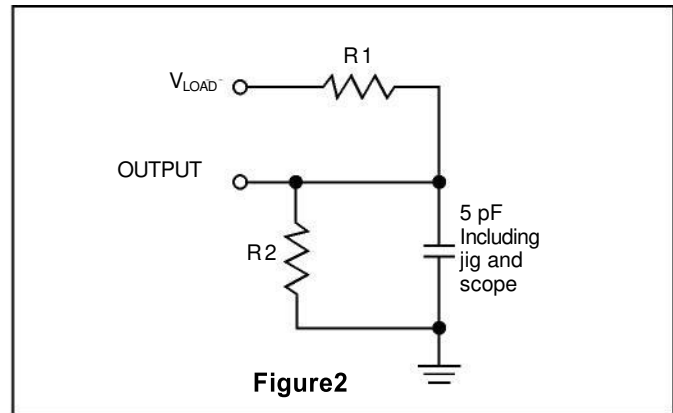 R1
VLOAD
OUTPUT
5 pF
Including
jig and
scope
R2
Figure2